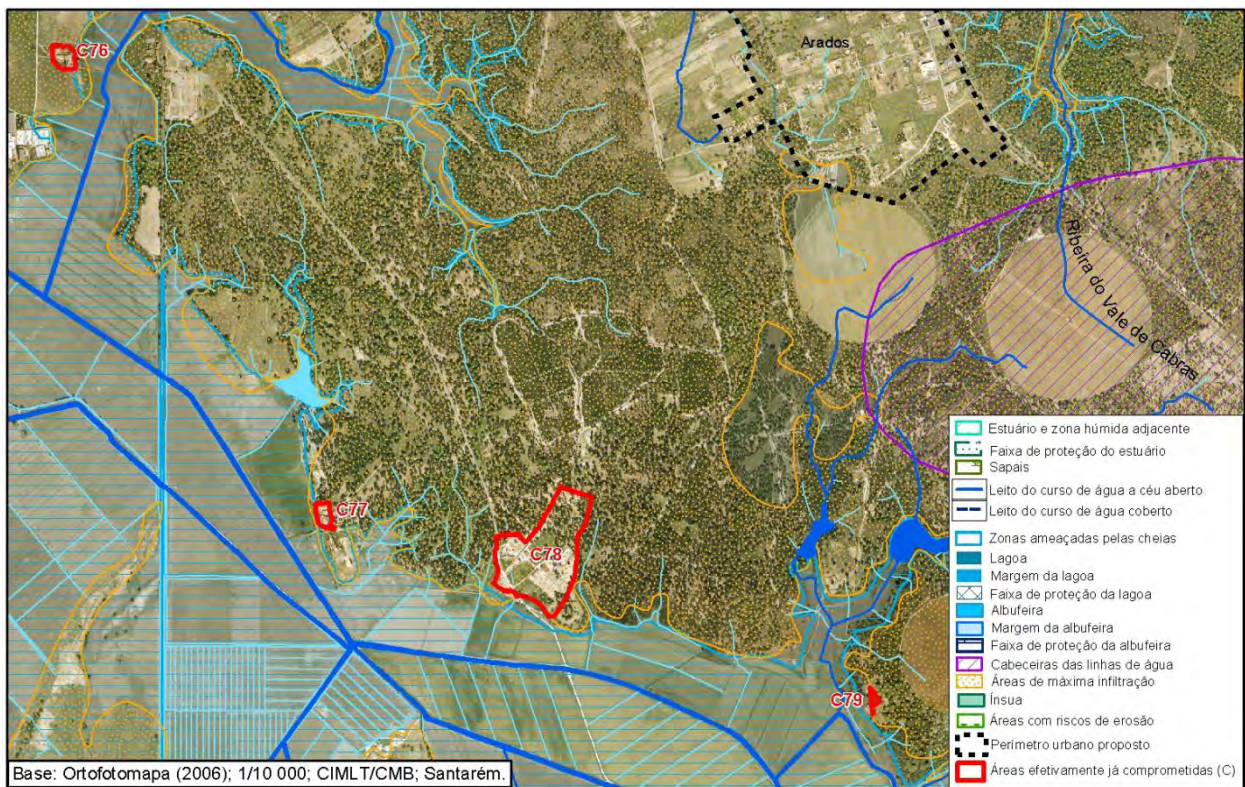 C76
Arados
Ribeira do Vale de Cabras
C77
C78
C79
Estuário e zona húmida adjacente
Faixa de proteção do estuário
Sapais
Leito do curso de água a céu aberto
Leito do curso de água coberto
Zonas ameaçadas pelas cheias
Lagoa
Margem da lagoa
Faixa de proteção da lagoa
Albufeira
Margem da albufeira
Faixa de proteção da albufeira
Cabeceiras das linhas de água
Áreas de máxima infiltração
Ínsua
Áreas com riscos de erosão
Perímetro urbano proposto
Áreas efetivamente já comprometidas (C)
Base: Ortofotomapa (2006); 1/10 000; CIMLT/CMB; Santarém.